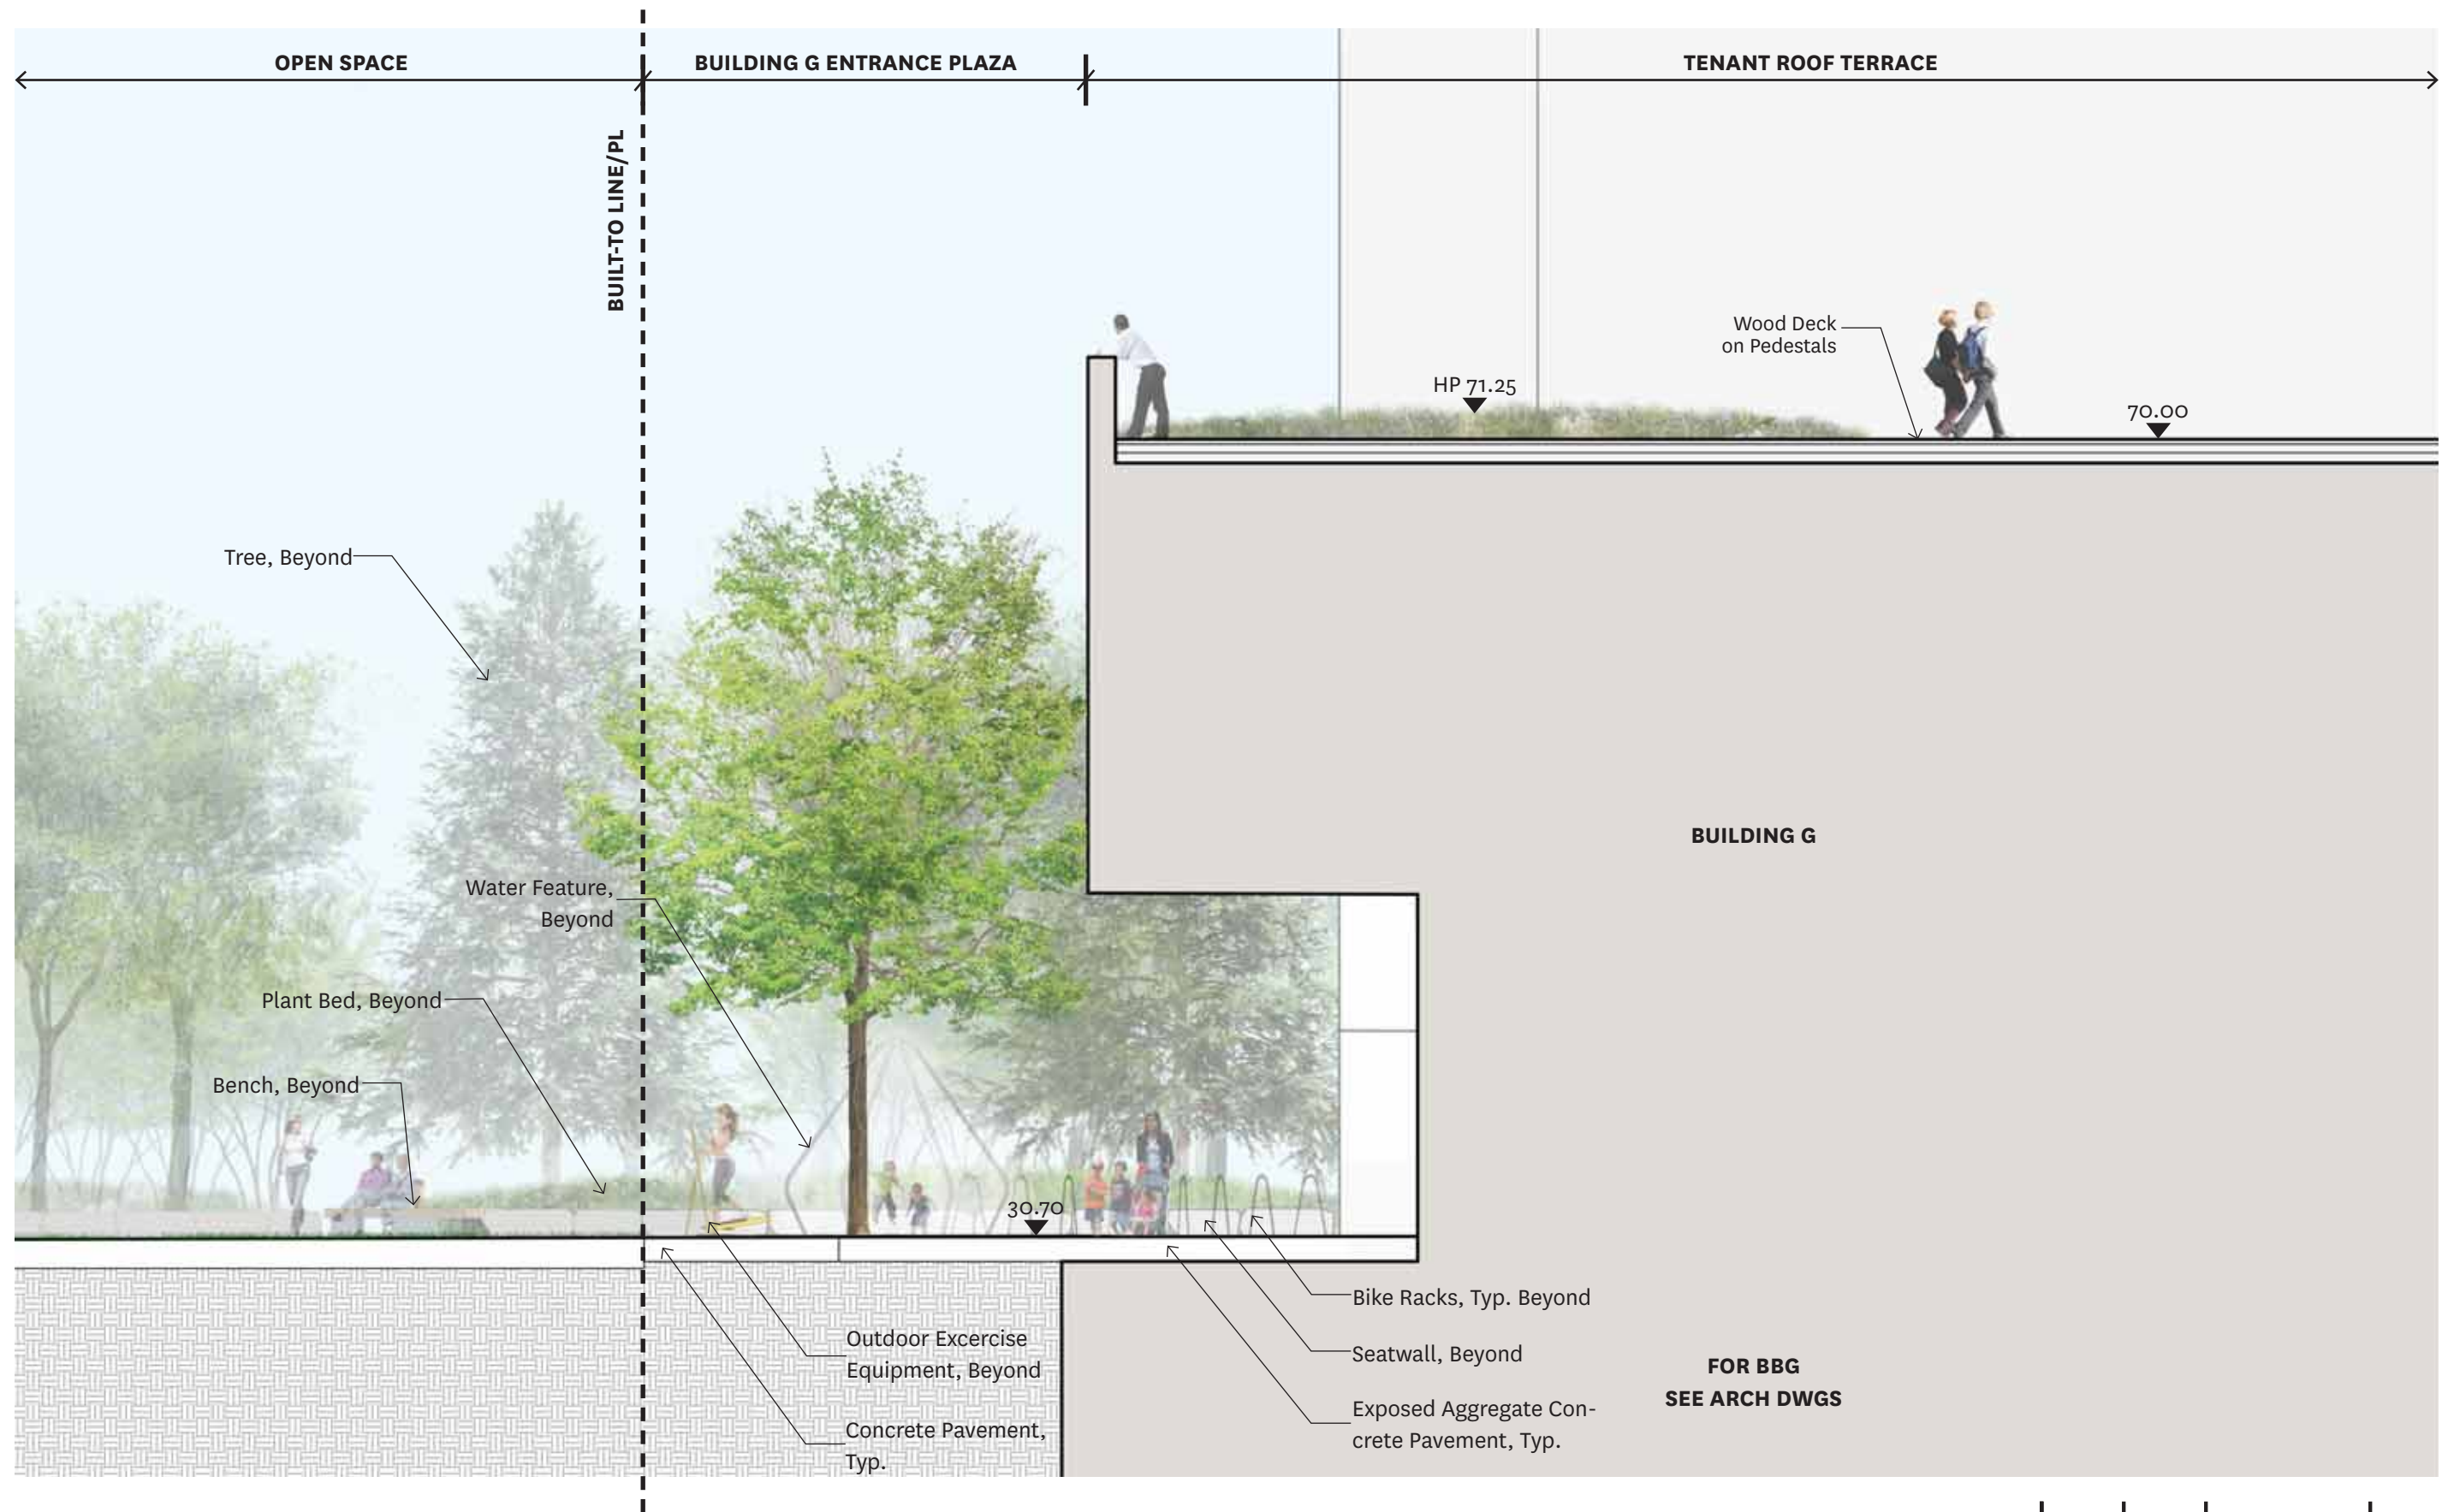 OPEN SPACE
BUILDING G ENTRANCE PLAZA
TENANT ROOF TERRACE
BUILT-TO LINE/PL
Wood Deck
on Pedestals
HP 71.25
70.00
Tree, Beyond
BUILDING G
Water Feature,
Beyond
Plant Bed, Beyond
Bench, Beyond
30.70
Bike Racks, Typ. Beyond
Outdoor Excercise
Equipment, Beyond
Seatwall, Beyond
FOR BBG
SEE ARCH DWGS
Exposed Aggregate Con-
crete Pavement, Typ.
Concrete Pavement,
Typ.